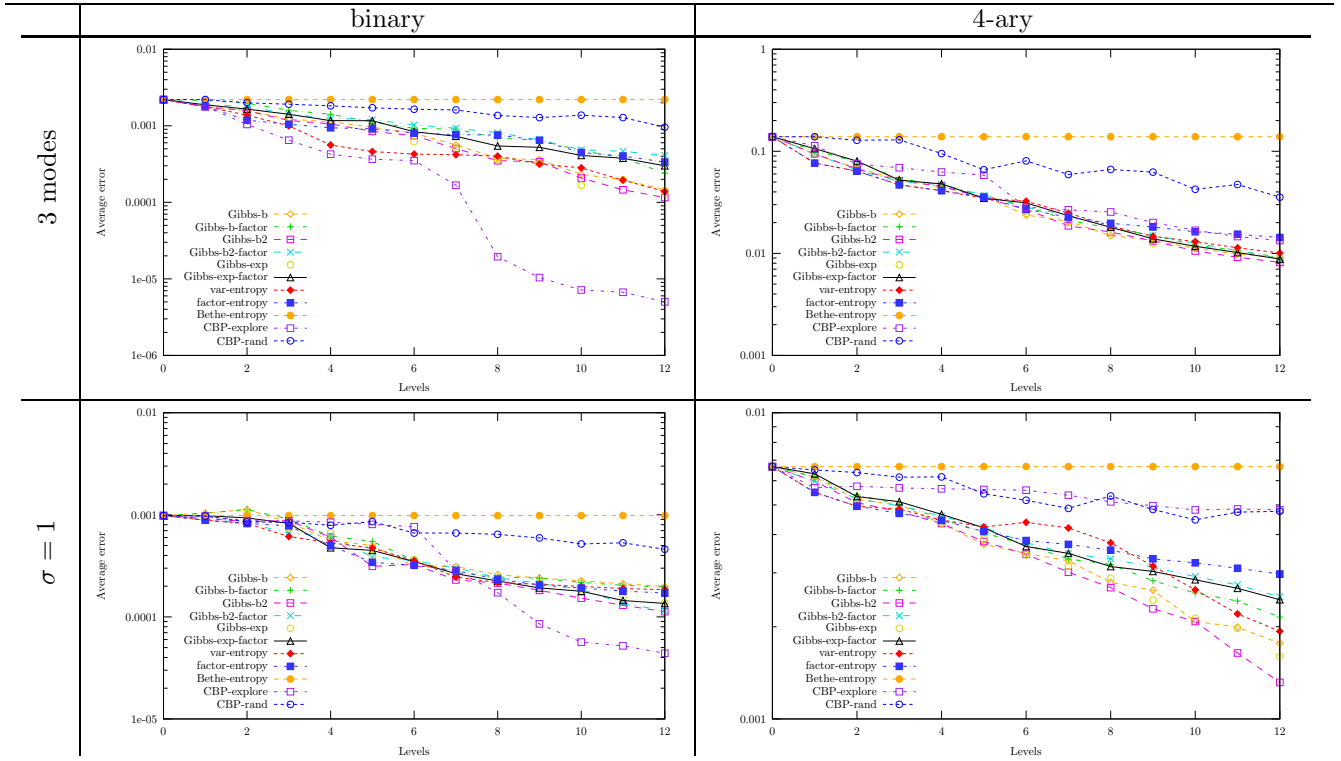 binary 4-ary
3 modes
0.01
0.001
0.0001
1e-05
1e-06
0 2 4 6 8 10 12
Average error
Levels
Gibbs-b
Gibbs-b-factor
Gibbs-b2
Gibbs-b2-factor
Gibbs-exp
Gibbs-exp-factor
var-entropy
factor-entropy
Bethe-entropy
CBP-explore
CBP-rand
1
0.1
0.01
0.001
0 2 4 6 8 10 12
Average error
Levels
Gibbs-b
Gibbs-b-factor
Gibbs-b2
Gibbs-b2-factor
Gibbs-exp
Gibbs-exp-factor
var-entropy
factor-entropy
Bethe-entropy
CBP-explore
CBP-rand
σ = 1
0.01
0.001
0.0001
1e-05
0 2 4 6 8 10 12
Average error
Levels
Gibbs-b
Gibbs-b-factor
Gibbs-b2
Gibbs-b2-factor
Gibbs-exp
Gibbs-exp-factor
var-entropy
factor-entropy
Bethe-entropy
CBP-explore
CBP-rand
0.01
0.001
0 2 4 6 8 10 12
Average error
Levels
Gibbs-b
Gibbs-b-factor
Gibbs-b2
Gibbs-b2-factor
Gibbs-exp
Gibbs-exp-factor
var-entropy
factor-entropy
Bethe-entropy
CBP-explore
CBP-rand